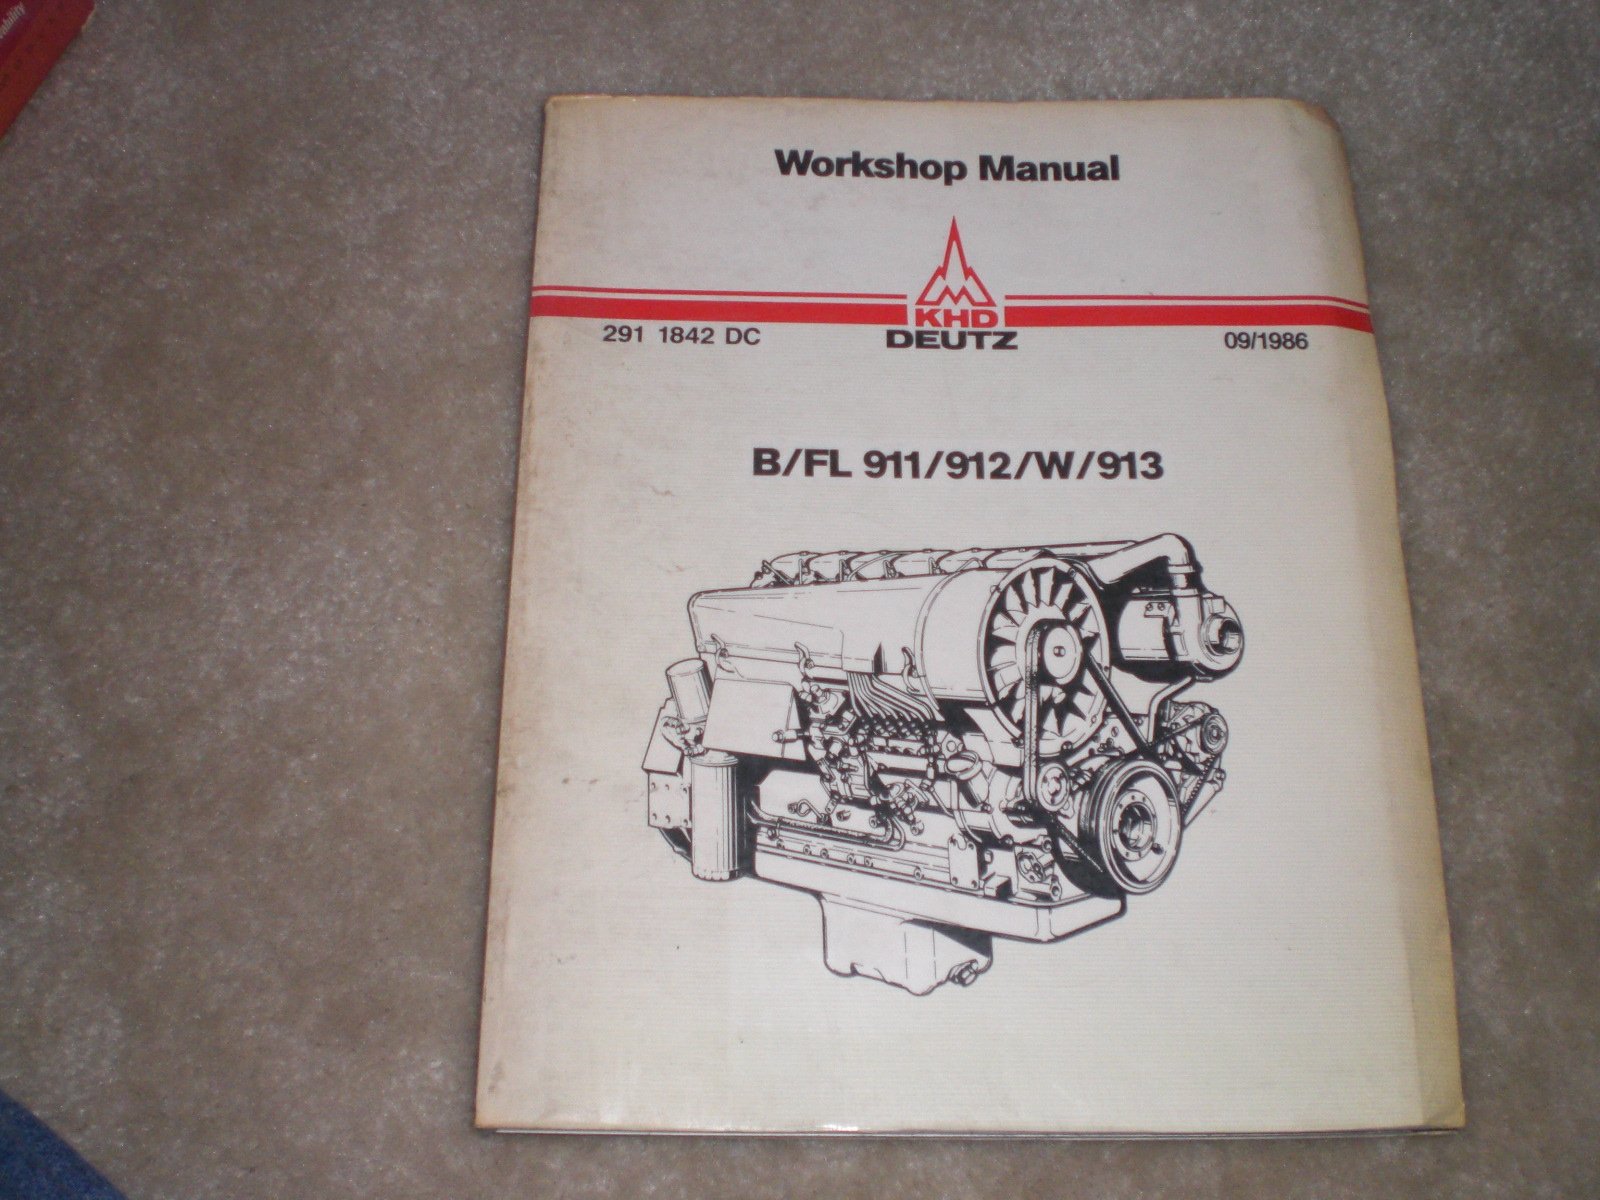 Workshop Manual
KHD
DEUTZ
291 1842 DC
09/1986
B/FL 911/912/W/913